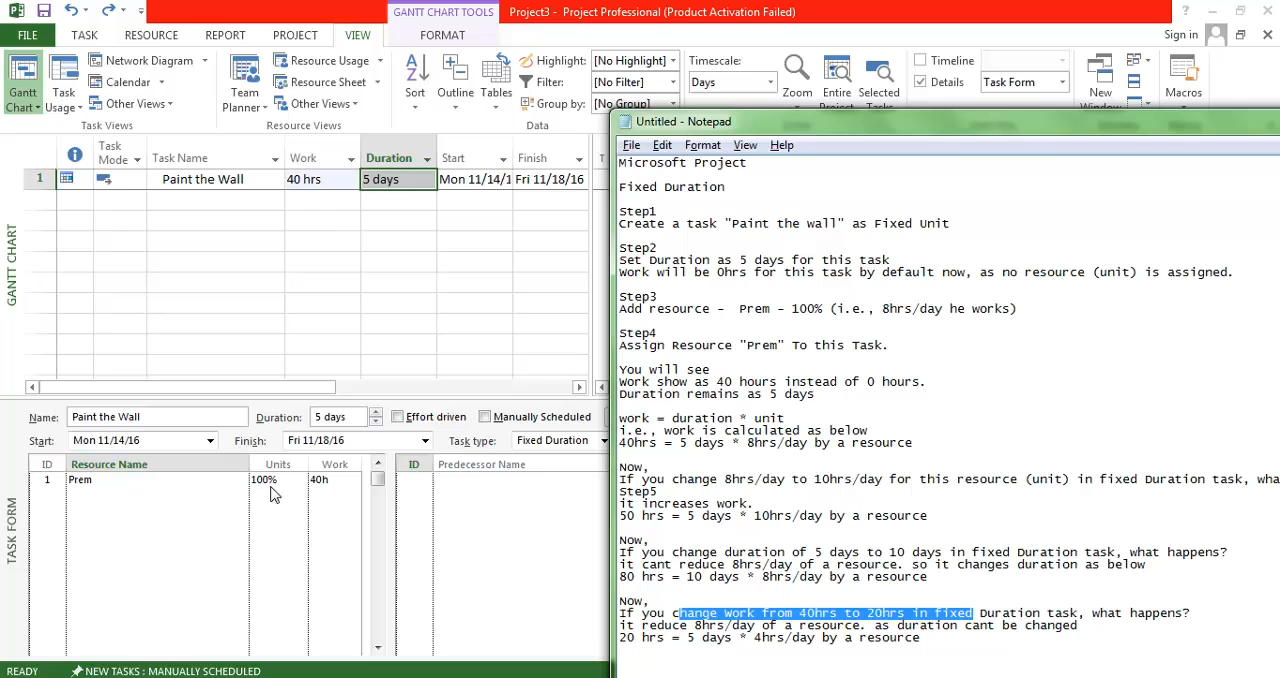 GANTT CHART TOOLS
Project3 - Project Professional (Product Activation Failed)
FILE TASK RESOURCE REPORT PROJECT VIEW FORMAT
Sign in
Gantt Chart
Task Usage
Network Diagram
Calendar
Other Views
Task Views
Team Planner
Resource Usage
Resource Sheet
Other Views
Resource Views
Sort
Outline
Tables
Highlight: [No Highlight]
Filter: [No Filter]
Group by: [No Group]
Data
Timescale:
Days
Zoom
Entire
Selected
Timeline
Details Task Form
New
Macros
Task Mode Task Name Work Duration Start Finish
1 Paint the Wall 40 hrs 5 days Mon 11/14/1 Fri 11/18/16
GANTT CHART
Name: Paint the Wall Duration: 5 days Effort driven Manually Scheduled
Start: Mon 11/14/16 Finish: Fri 11/18/16 Task type: Fixed Duration
ID Resource Name Units Work ID Predecessor Name
1 Prem 100% 40h
TASK FORM
READY NEW TASKS : MANUALLY SCHEDULED
Untitled - Notepad
File Edit Format View Help
Microsoft Project
Fixed Duration
Step1
Create a task "Paint the wall" as Fixed Unit
Step2
Set Duration as 5 days for this task
Work will be 0hrs for this task by default now, as no resource (unit) is assigned.
Step3
Add resource - Prem - 100% (i.e., 8hrs/day he works)
Step4
Assign Resource "Prem" To this Task.
You will see
Work show as 40 hours instead of 0 hours.
Duration remains as 5 days
work = duration * unit
i.e., work is calculated as below
40hrs = 5 days * 8hrs/day by a resource
Now,
If you change 8hrs/day to 10hrs/day for this resource (unit) in fixed Duration task, wha
Step5
it increases work.
50 hrs = 5 days * 10hrs/day by a resource
Now,
If you change duration of 5 days to 10 days in fixed Duration task, what happens?
it cant reduce 8hrs/day of a resource. so it changes duration as below
80 hrs = 10 days * 8hrs/day by a resource
Now,
If you change work from 40hrs to 20hrs in fixed Duration task, what happens?
it reduce 8hrs/day of a resource. as duration cant be changed
20 hrs = 5 days * 4hrs/day by a resource